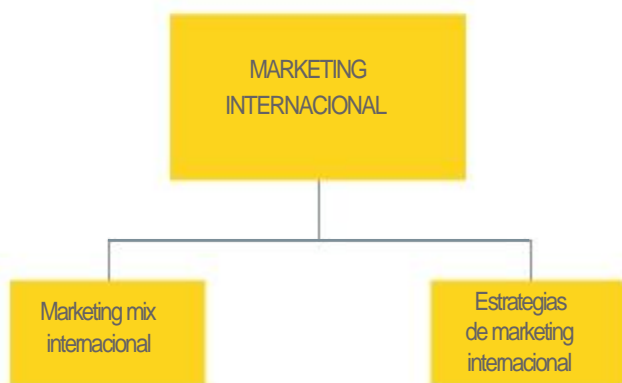 MARKETING
INTERNACIONAL
Marketing mix
internacional
Estrategias
de marketing
internacional